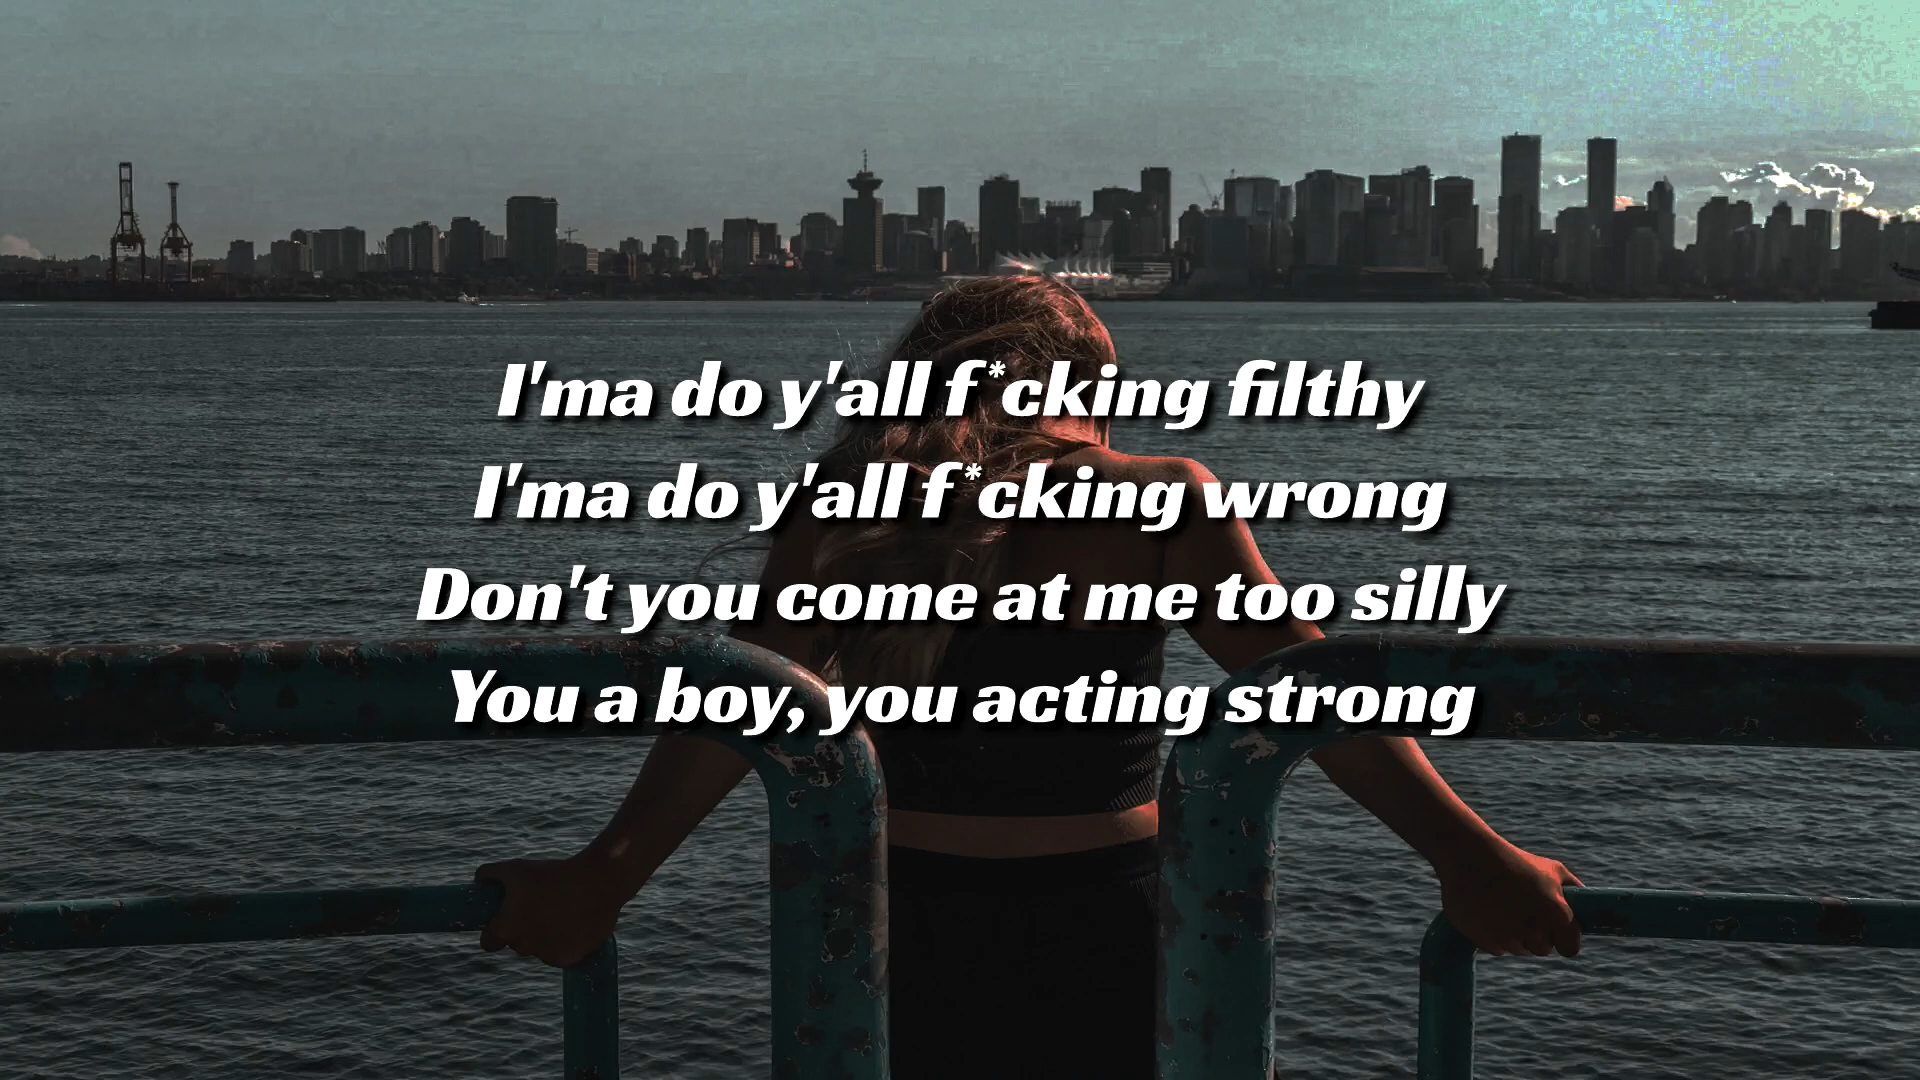 I'ma do y'all f*cking filthy
I'ma do y'all f*cking wrong
Don't you come at me too silly
You a boy, you acting strong